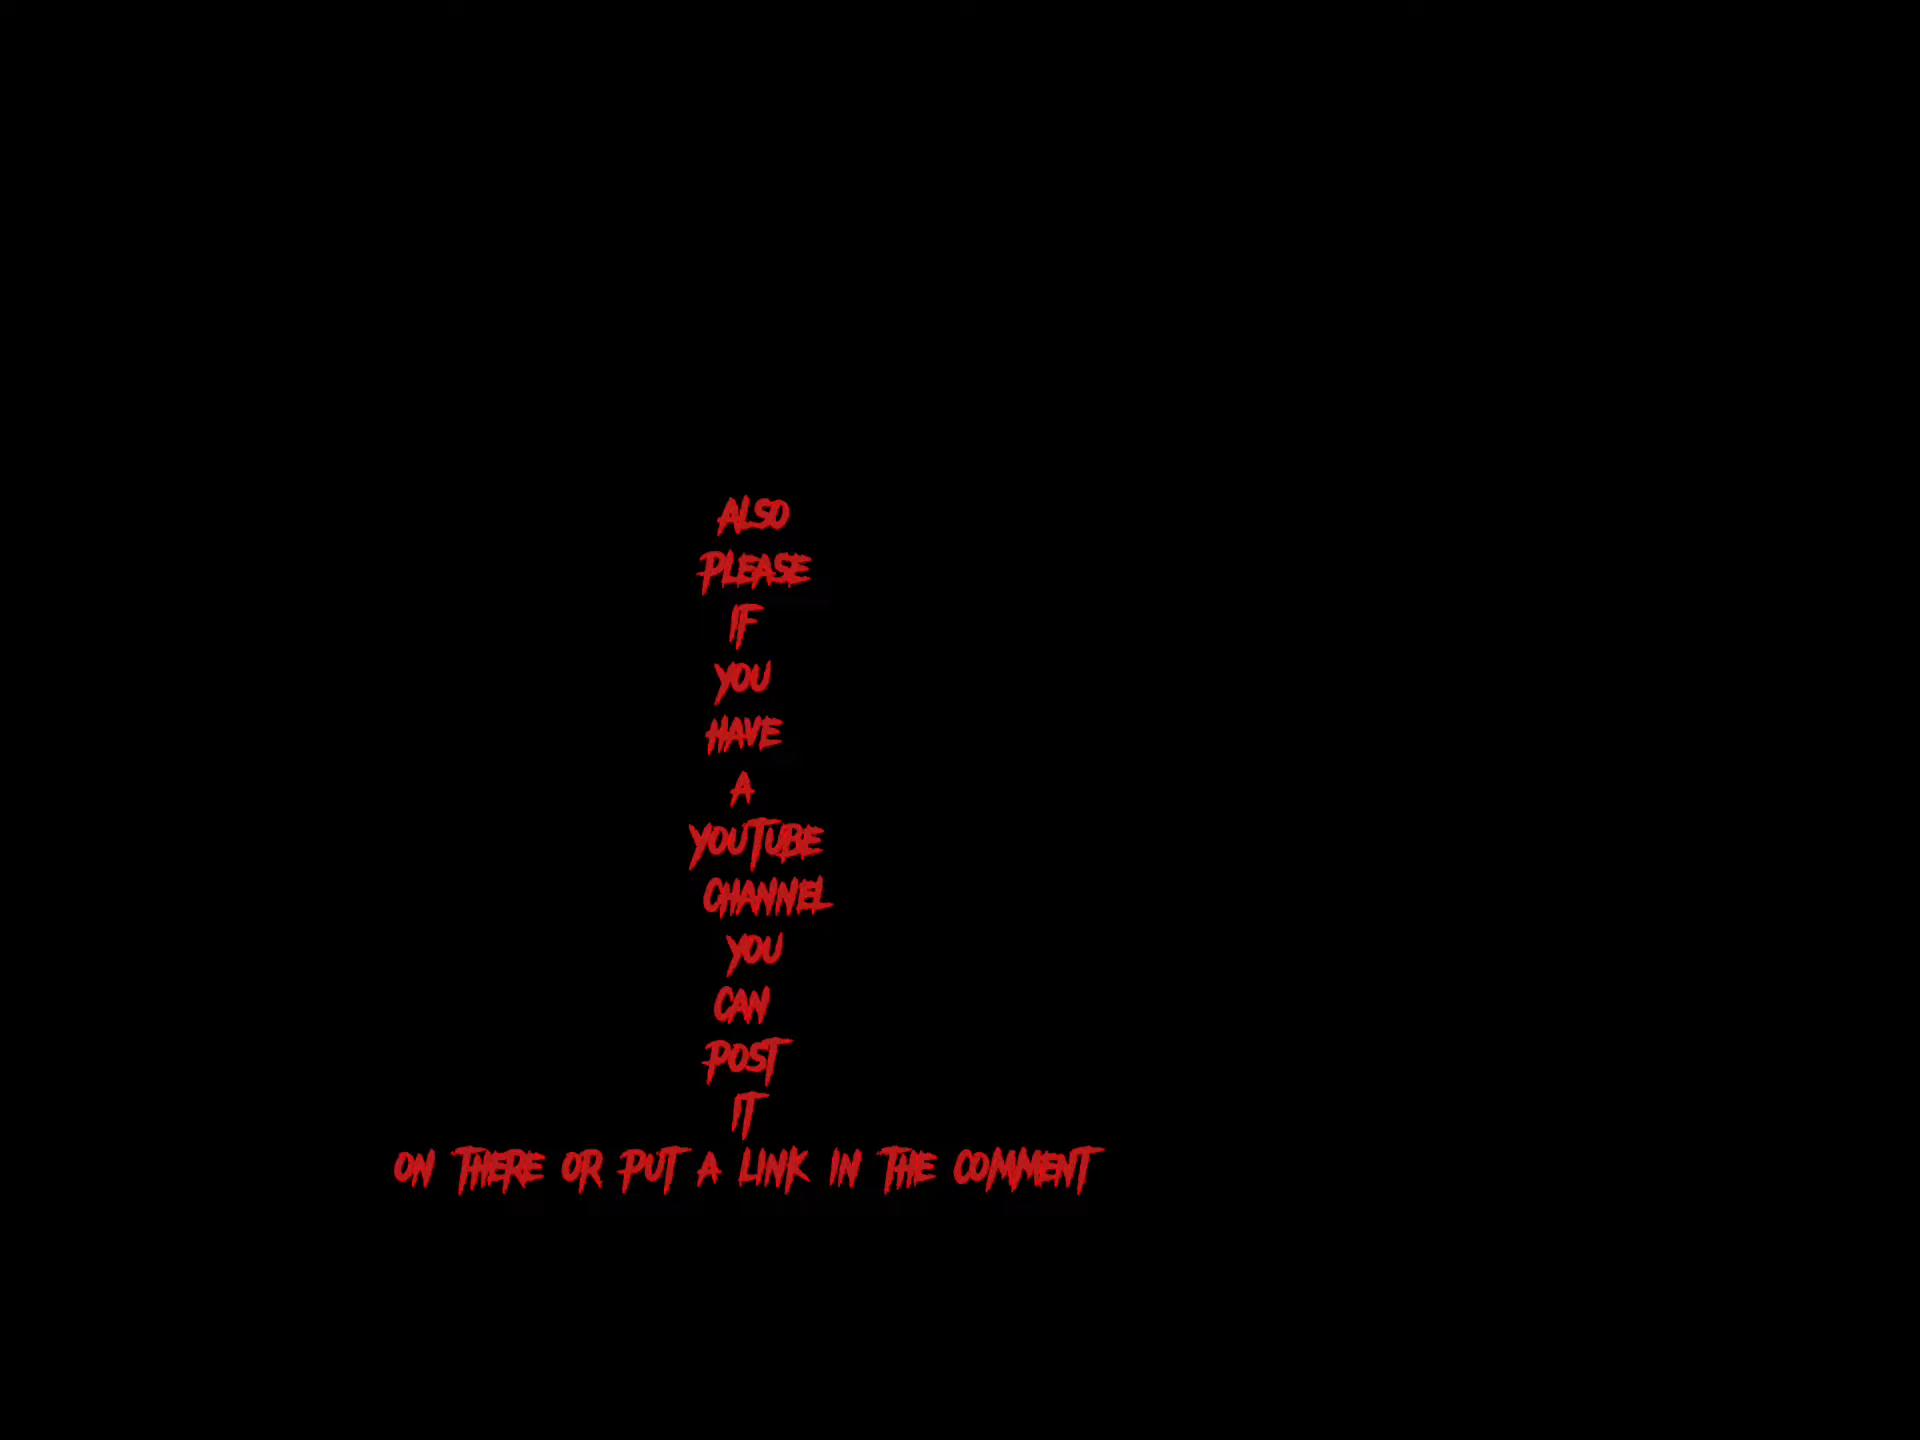 ALSO
PLEASE
IF
YOU
HAVE
A
YOUTUBE
CHANNEL
YOU
CAN
POST
IT
ON THERE OR PUT A LINK IN THE COMMENT